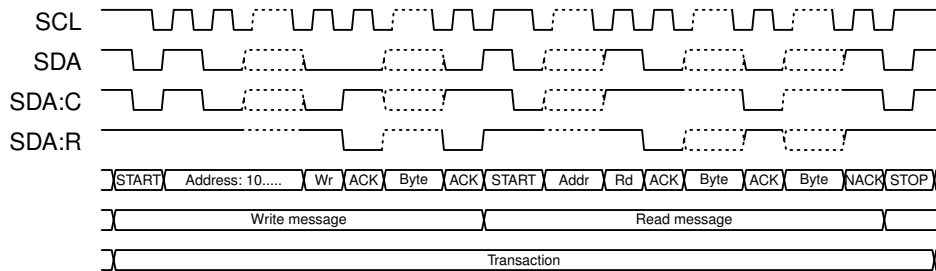 SCL
SDA
SDA:C
SDA:R
START Address: 10..... Wr ACK Byte ACK START Addr Rd ACK Byte ACK Byte NACK STOP
Write message Read message
Transaction